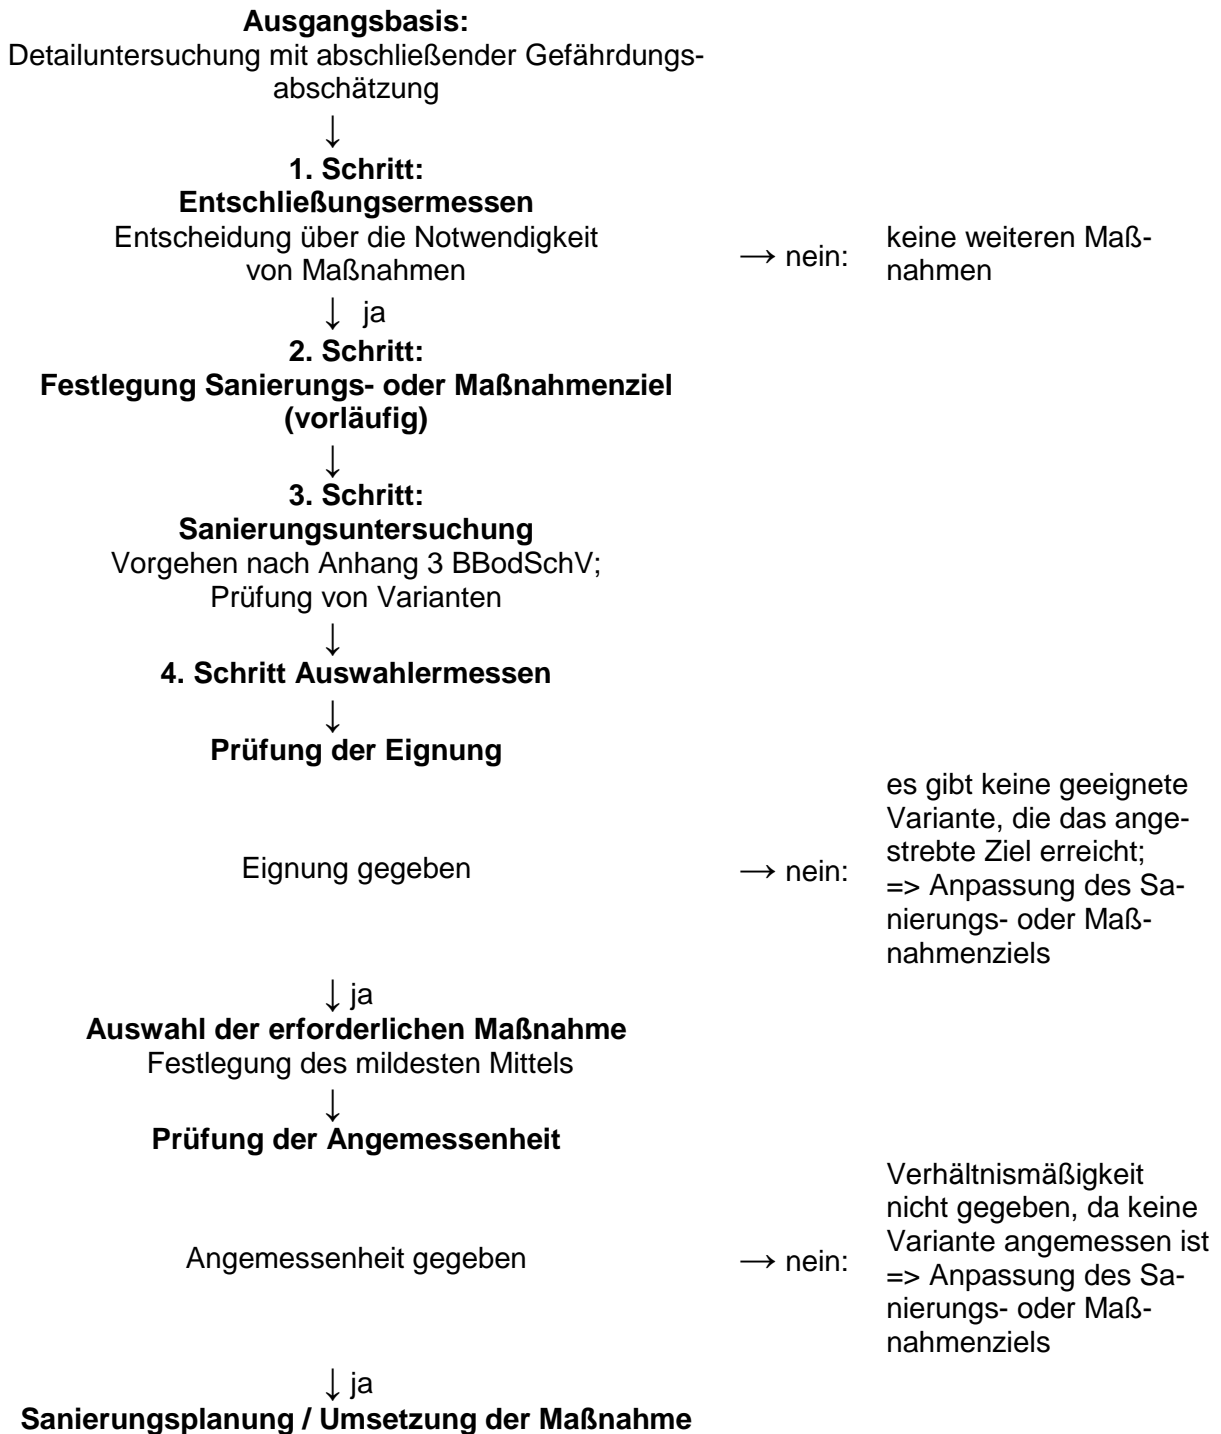 Ausgangsbasis:
Detailuntersuchung mit abschließender Gefährdungs-
abschätzung
↓
1. Schritt:
Entschließungsermessen
Entscheidung über die Notwendigkeit
von Maßnahmen
→ nein:
keine weiteren Maß-
nahmen
↓ ja
2. Schritt:
Festlegung Sanierungs- oder Maßnahmenziel
(vorläufig)
↓
3. Schritt:
Sanierungsuntersuchung
Vorgehen nach Anhang 3 BBodSchV;
Prüfung von Varianten
↓
4. Schritt Auswahlermessen
↓
Prüfung der Eignung
Eignung gegeben
→ nein:
es gibt keine geeignete
Variante, die das ange-
strebte Ziel erreicht;
=> Anpassung des Sa-
nierungs- oder Maß-
nahmenziels
↓ ja
Auswahl der erforderlichen Maßnahme
Festlegung des mildesten Mittels
↓
Prüfung der Angemessenheit
Angemessenheit gegeben
→ nein:
Verhältnismäßigkeit
nicht gegeben, da keine
Variante angemessen ist
=> Anpassung des Sa-
nierungs- oder Maß-
nahmenziels
↓ ja
Sanierungsplanung / Umsetzung der Maßnahme